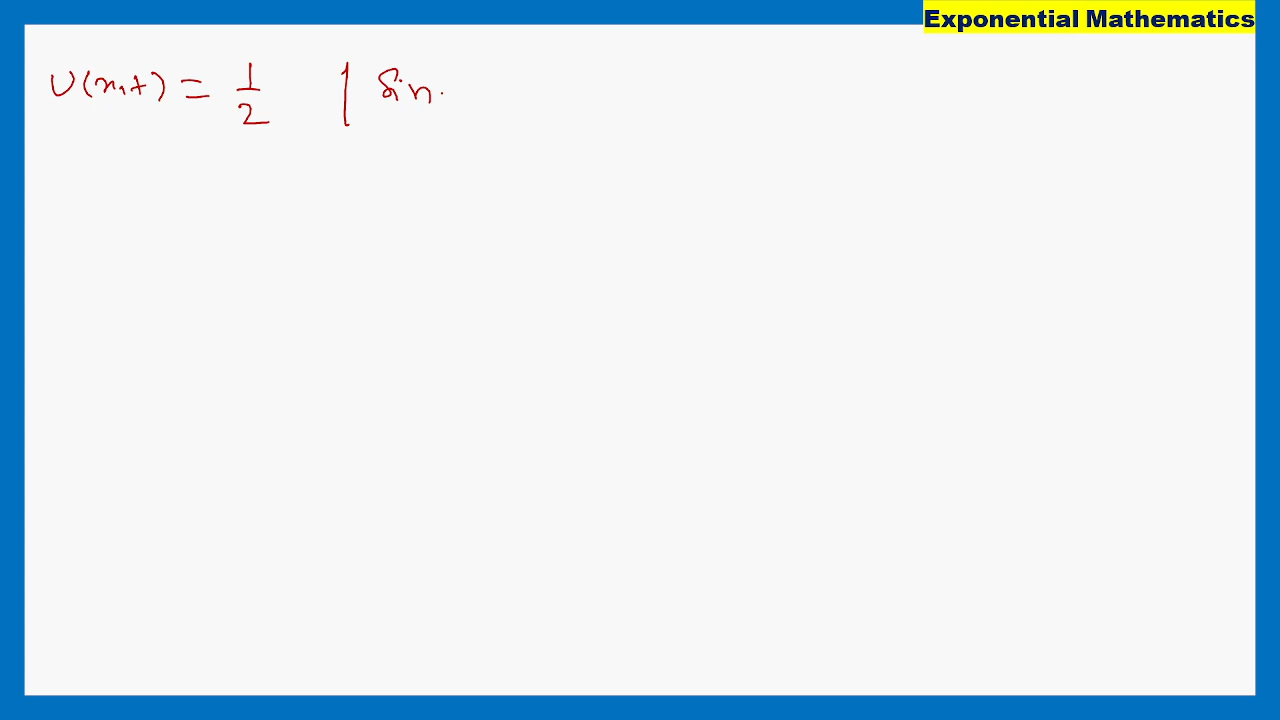 Exponential Mathematics
U(x,t) = 1/2 | Sin.